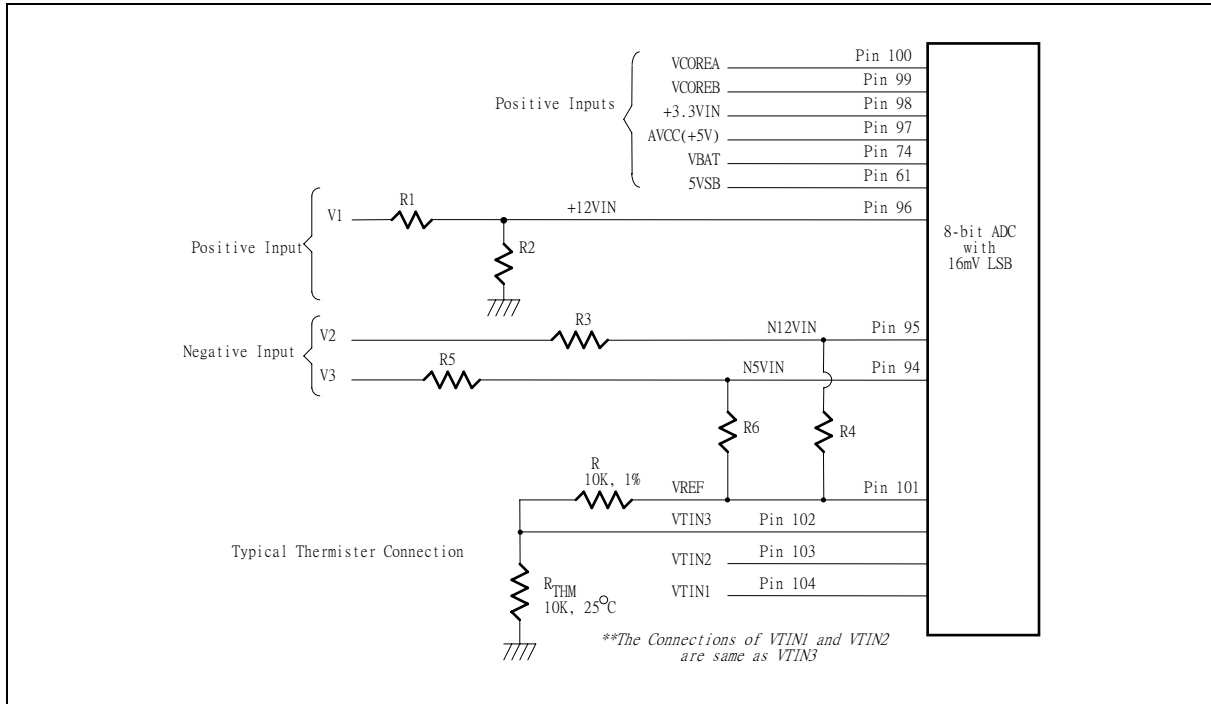 VCOREA Pin 100
VCOREB Pin 99
Positive Inputs +3.3VIN Pin 98
AVCC(+5V) Pin 97
VBAT Pin 74
5VSB Pin 61
R1
V1 +12VIN Pin 96
8-bit ADC
with
16mV LSB
Positive Input
R2
R3
V2 N12VIN Pin 95
Negative Input
R5
V3 N5VIN Pin 94
R6 R4
R
10K, 1% VREF Pin 101
VTIN3 Pin 102
Typical Thermister Connection
VTIN2 Pin 103
RTHM
10K, 25°C
VTIN1 Pin 104
**The Connections of VTIN1 and VTIN2
are same as VTIN3